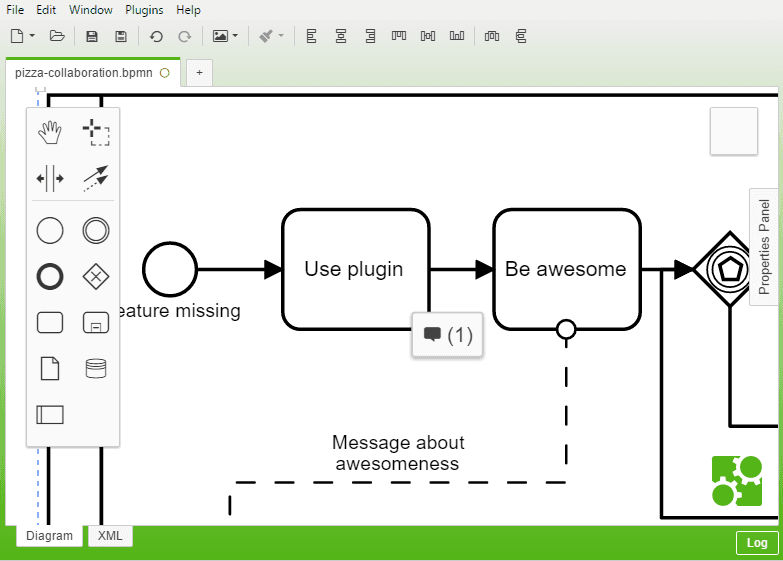 File Edit Window Plugins Help
pizza-collaboration.bpmn +
Properties Panel
Use plugin
Be awesome
eature missing
(1)
Message about
awesomeness
Diagram XML
Log